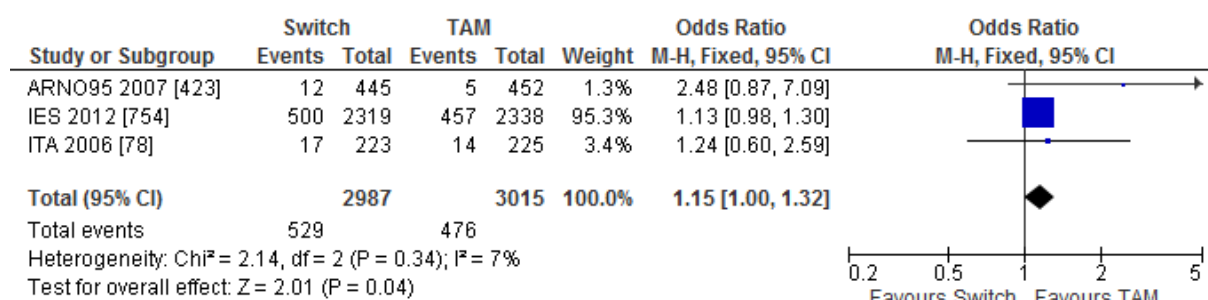 Switch TAM Odds Ratio Odds Ratio
Study or Subgroup Events Total Events Total Weight M-H, Fixed, 95% CI M-H, Fixed, 95% CI
ARNO95 2007 [423] 12 445 5 452 1.3% 2.48 [0.87, 7.09]
IES 2012 [754] 500 2319 457 2338 95.3% 1.13 [0.98, 1.30]
ITA 2006 [78] 17 223 14 225 3.4% 1.24 [0.60, 2.59]
Total (95% CI) 2987 3015 100.0% 1.15 [1.00, 1.32]
Total events 529 476
Heterogeneity: Chi² = 2.14, df = 2 (P = 0.34); I² = 7%
Test for overall effect: Z = 2.01 (P = 0.04)
0.2 0.5 1 2 5
Favours Switch Favours TAM